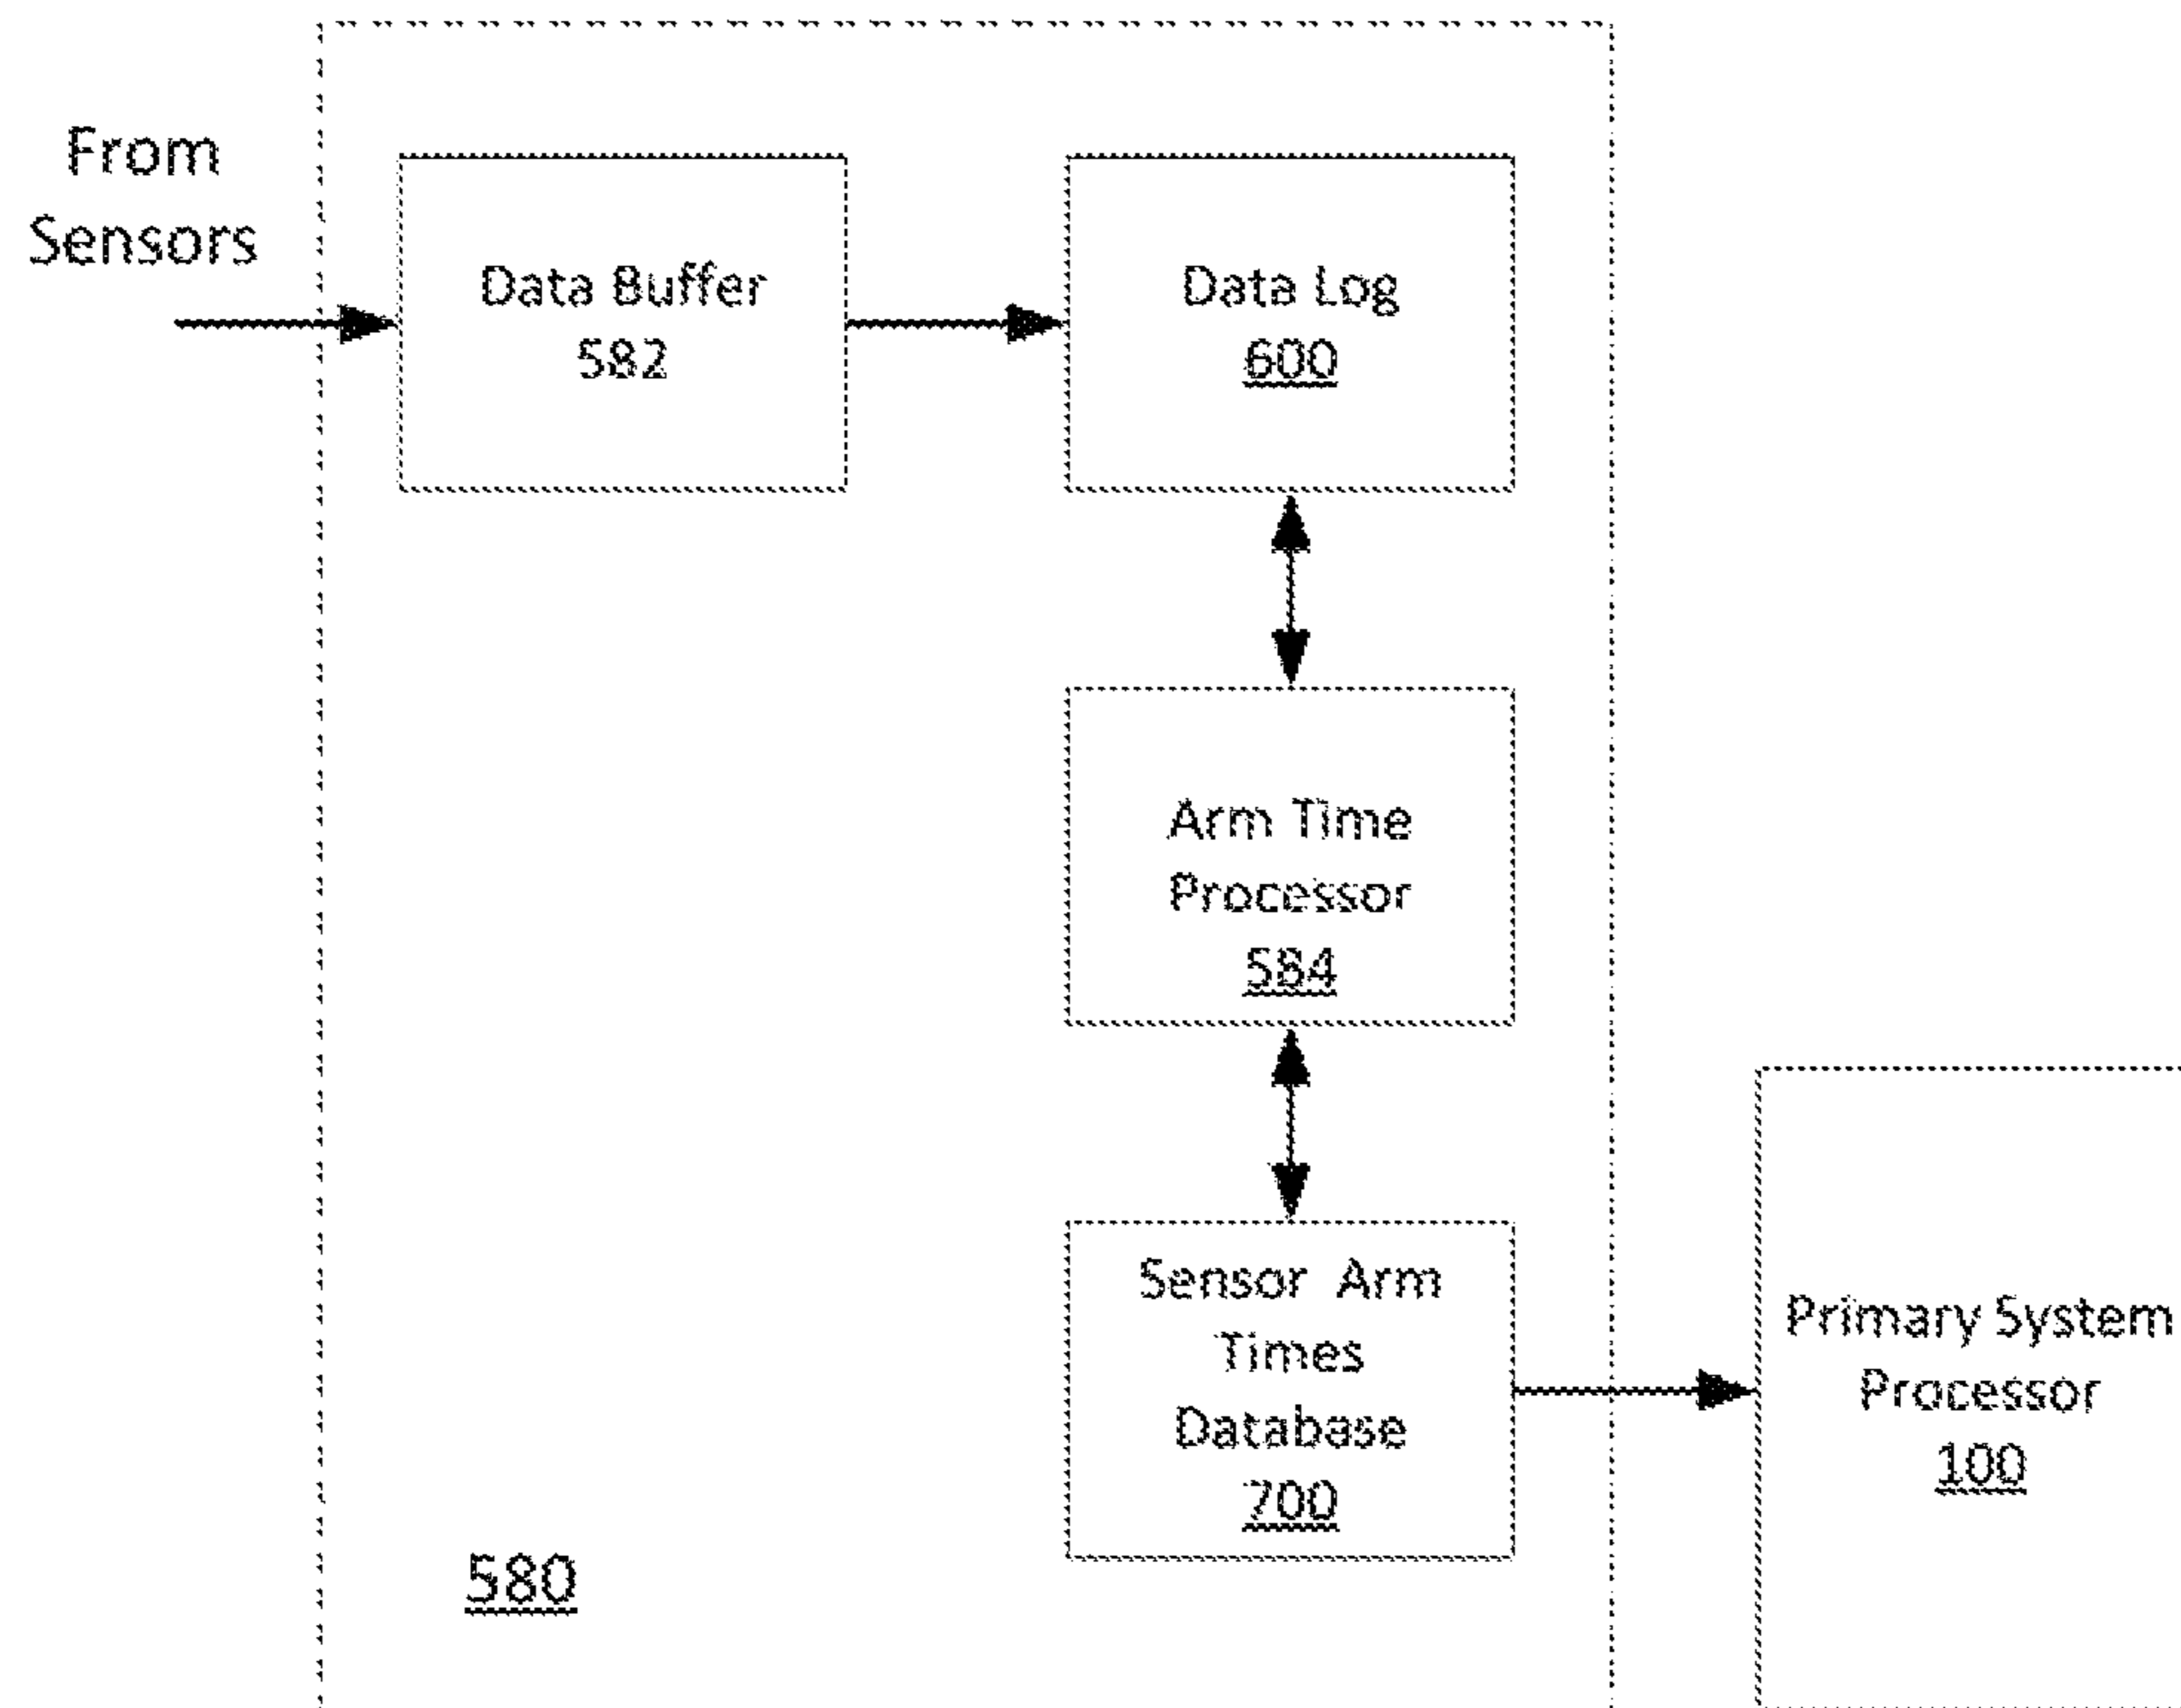 From
Sensors
Data Buffer
582
Data Log
600
Arm Time
Processor
584
Sensor Arm
Times
Database
700
Primary System
Processor
100
580